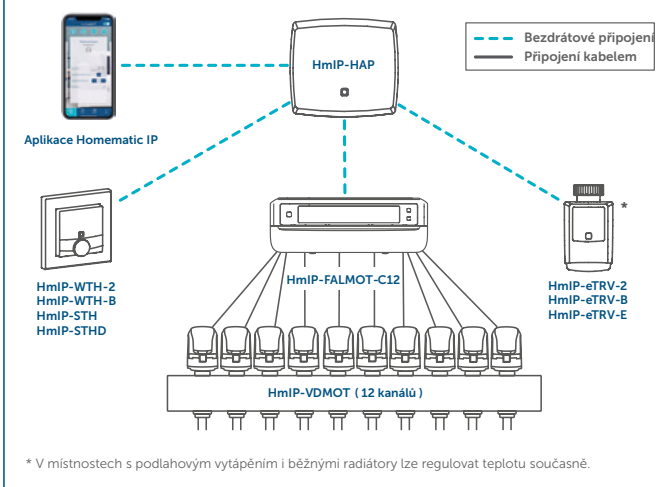 HmIP-HAP
Bezdrátové připojení
Připojení kabelem
Aplikace Homematic IP
*
HmIP-WTH-2
HmIP-WTH-B
HmIP-STH
HmIP-STHD
HmIP-FALMOT-C12
HmIP-eTRV-2
HmIP-eTRV-B
HmIP-eTRV-E
HmIP-VDMOT ( 12 kanálů )
* V místnostech s podlahovým vytápěním i běžnými radiátory lze regulovat teplotu současně.